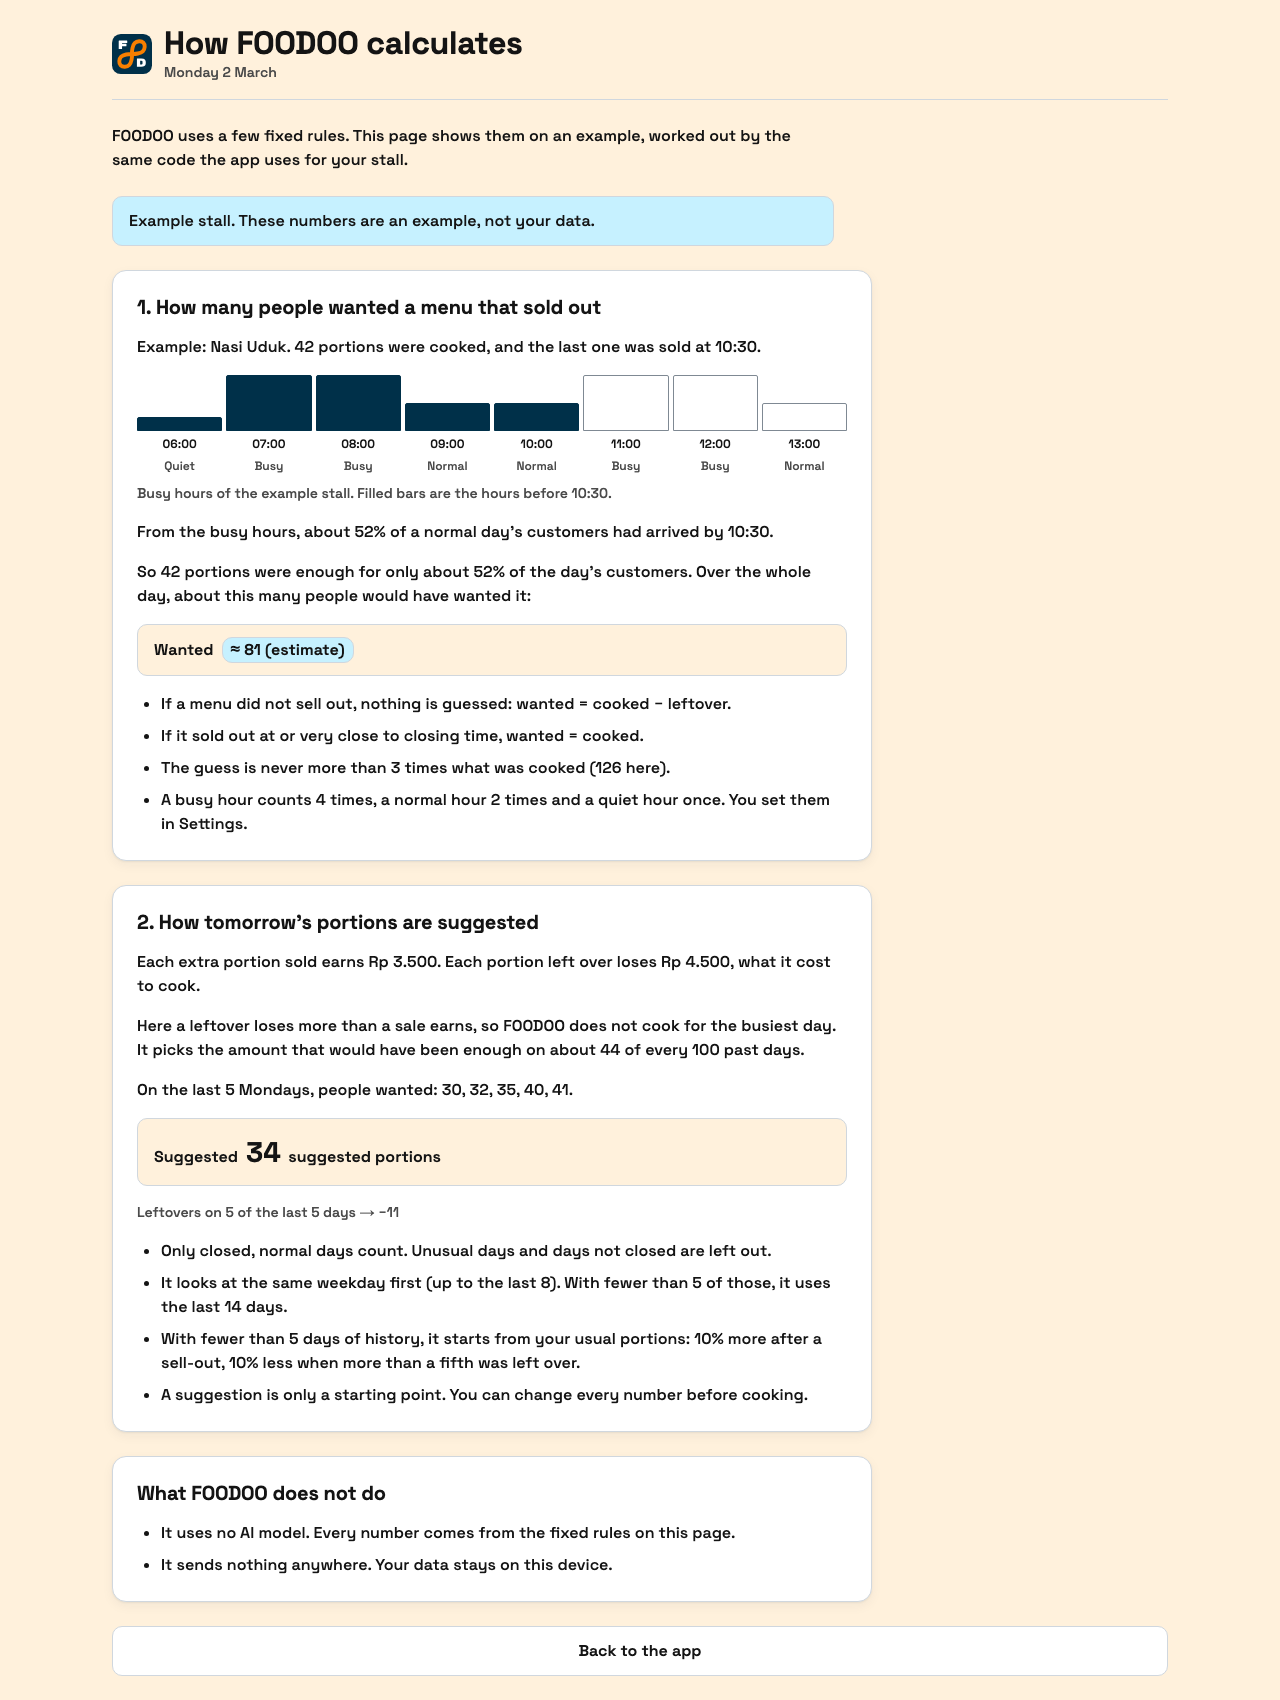 F
D
How FOODOO calculates
Monday 2 March
FOODOO uses a few fixed rules. This page shows them on an example, worked out by the
same code the app uses for your stall.
Example stall. These numbers are an example, not your data.
1. How many people wanted a menu that sold out
Example: Nasi Uduk. 42 portions were cooked, and the last one was sold at 10:30.
06:00 07:00 08:00 09:00 10:00 11:00 12:00 13:00
Quiet Busy Busy Normal Normal Busy Busy Normal
Busy hours of the example stall. Filled bars are the hours before 10:30.
From the busy hours, about 52% of a normal day’s customers had arrived by 10:30.
So 42 portions were enough for only about 52% of the day’s customers. Over the whole
day, about this many people would have wanted it:
Wanted ≈ 81 (estimate)
• If a menu did not sell out, nothing is guessed: wanted = cooked − leftover.
• If it sold out at or very close to closing time, wanted = cooked.
• The guess is never more than 3 times what was cooked (126 here).
• A busy hour counts 4 times, a normal hour 2 times and a quiet hour once. You set them
in Settings.
2. How tomorrow’s portions are suggested
Each extra portion sold earns Rp 3.500. Each portion left over loses Rp 4.500, what it cost
to cook.
Here a leftover loses more than a sale earns, so FOODOO does not cook for the busiest day.
It picks the amount that would have been enough on about 44 of every 100 past days.
On the last 5 Mondays, people wanted: 30, 32, 35, 40, 41.
Suggested 34 suggested portions
Leftovers on 5 of the last 5 days → −11
• Only closed, normal days count. Unusual days and days not closed are left out.
• It looks at the same weekday first (up to the last 8). With fewer than 5 of those, it uses
the last 14 days.
• With fewer than 5 days of history, it starts from your usual portions: 10% more after a
sell-out, 10% less when more than a fifth was left over.
• A suggestion is only a starting point. You can change every number before cooking.
What FOODOO does not do
• It uses no AI model. Every number comes from the fixed rules on this page.
• It sends nothing anywhere. Your data stays on this device.
Back to the app